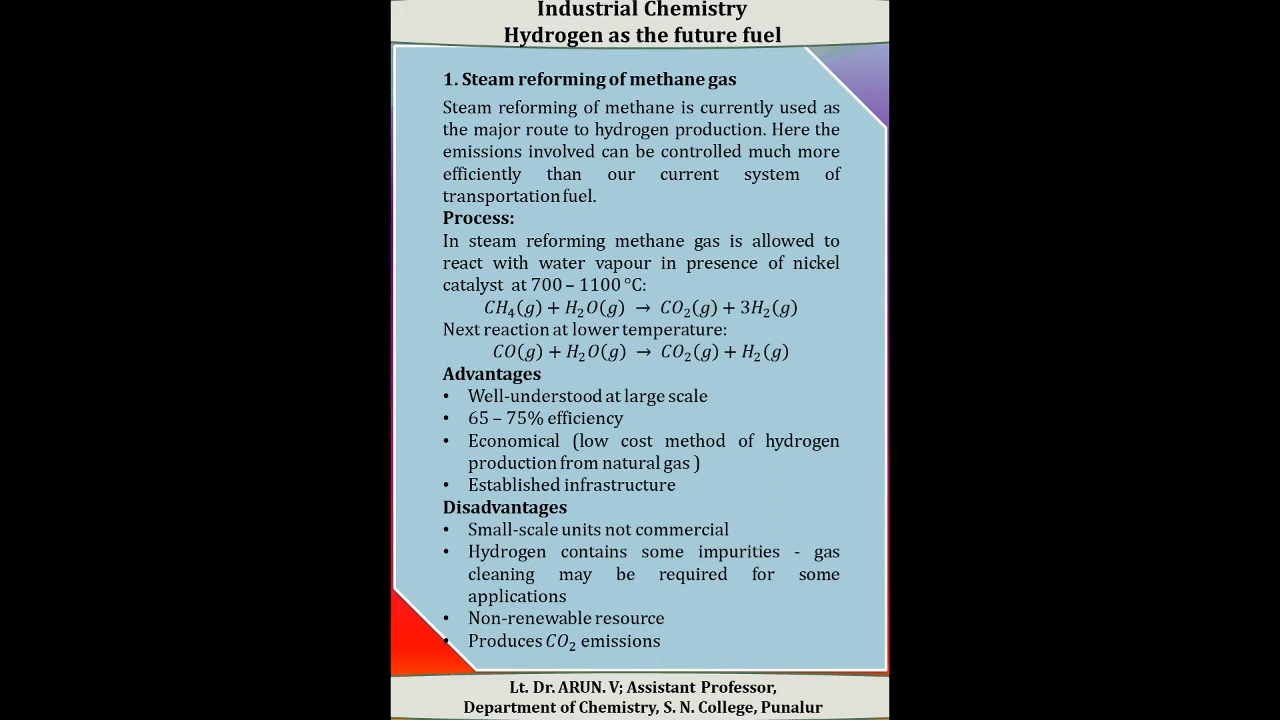 Industrial Chemistry
Hydrogen as the future fuel
1. Steam reforming of methane gas
Steam reforming of methane is currently used as
the major route to hydrogen production. Here the
emissions involved can be controlled much more
efficiently than our current system of
transportation fuel.
Process:
In steam reforming methane gas is allowed to
react with water vapour in presence of nickel
catalyst at 700 – 1100 °C:
CH₄(g) + H₂O(g) → CO₂(g) + 3H₂(g)
Next reaction at lower temperature:
CO(g) + H₂O(g) → CO₂(g) + H₂(g)
Advantages
• Well-understood at large scale
• 65 – 75% efficiency
• Economical (low cost method of hydrogen
production from natural gas )
• Established infrastructure
Disadvantages
• Small-scale units not commercial
• Hydrogen contains some impurities - gas
cleaning may be required for some
applications
• Non-renewable resource
• Produces CO₂ emissions
Lt. Dr. ARUN. V; Assistant Professor,
Department of Chemistry, S. N. College, Punalur